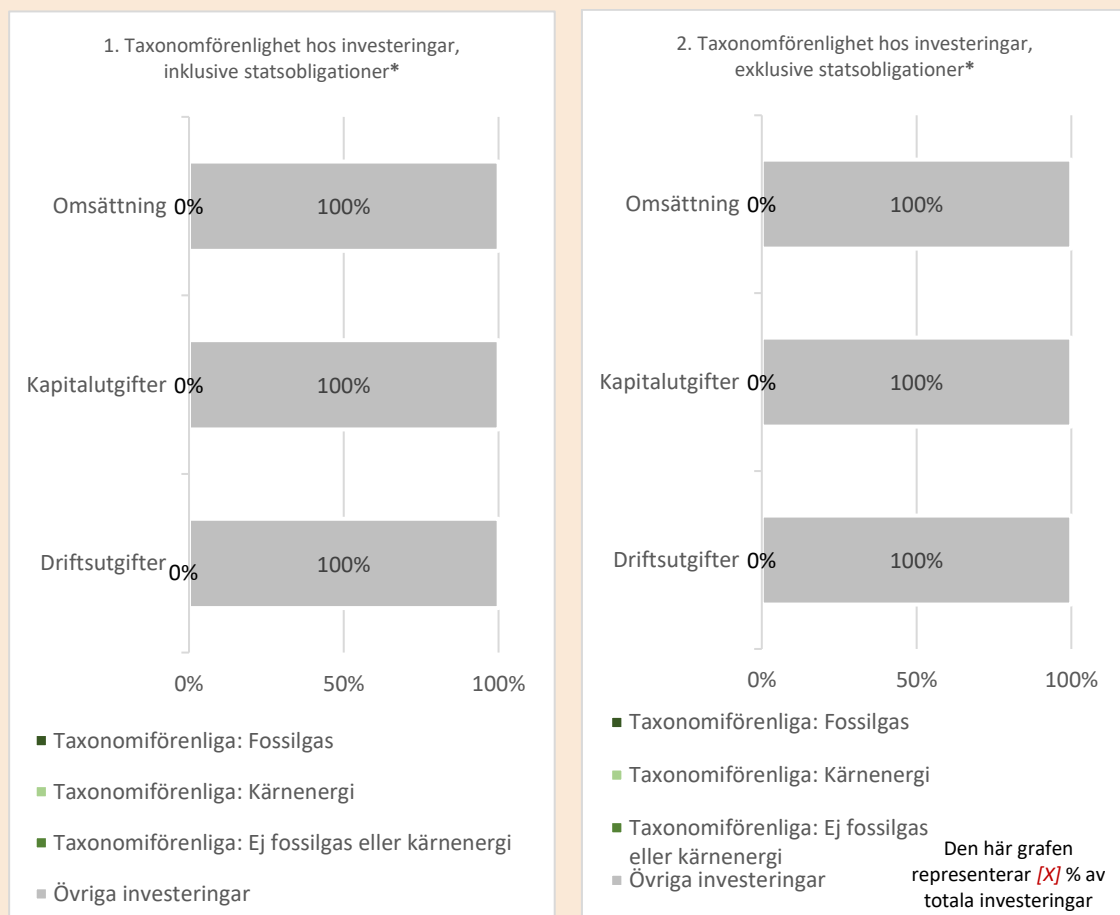 1. Taxonomförenlighet hos investeringar,
inklusive statsobligationer*
Omsättning 0% 100%
Kapitalutgifter 0% 100%
Driftsutgifter 0% 100%
0% 50% 100%
Taxonomiförenliga: Fossilgas
Taxonomiförenliga: Kärnenergi
Taxonomiförenliga: Ej fossilgas eller kärnenergi
Övriga investeringar
2. Taxonomförenlighet hos investeringar,
exklusive statsobligationer*
Omsättning 0% 100%
Kapitalutgifter 0% 100%
Driftsutgifter 0% 100%
0% 50% 100%
Taxonomiförenliga: Fossilgas
Taxonomiförenliga: Kärnenergi
Taxonomiförenliga: Ej fossilgas
eller kärnenergi
Övriga investeringar
Den här grafen
representerar [X] % av
totala investeringar